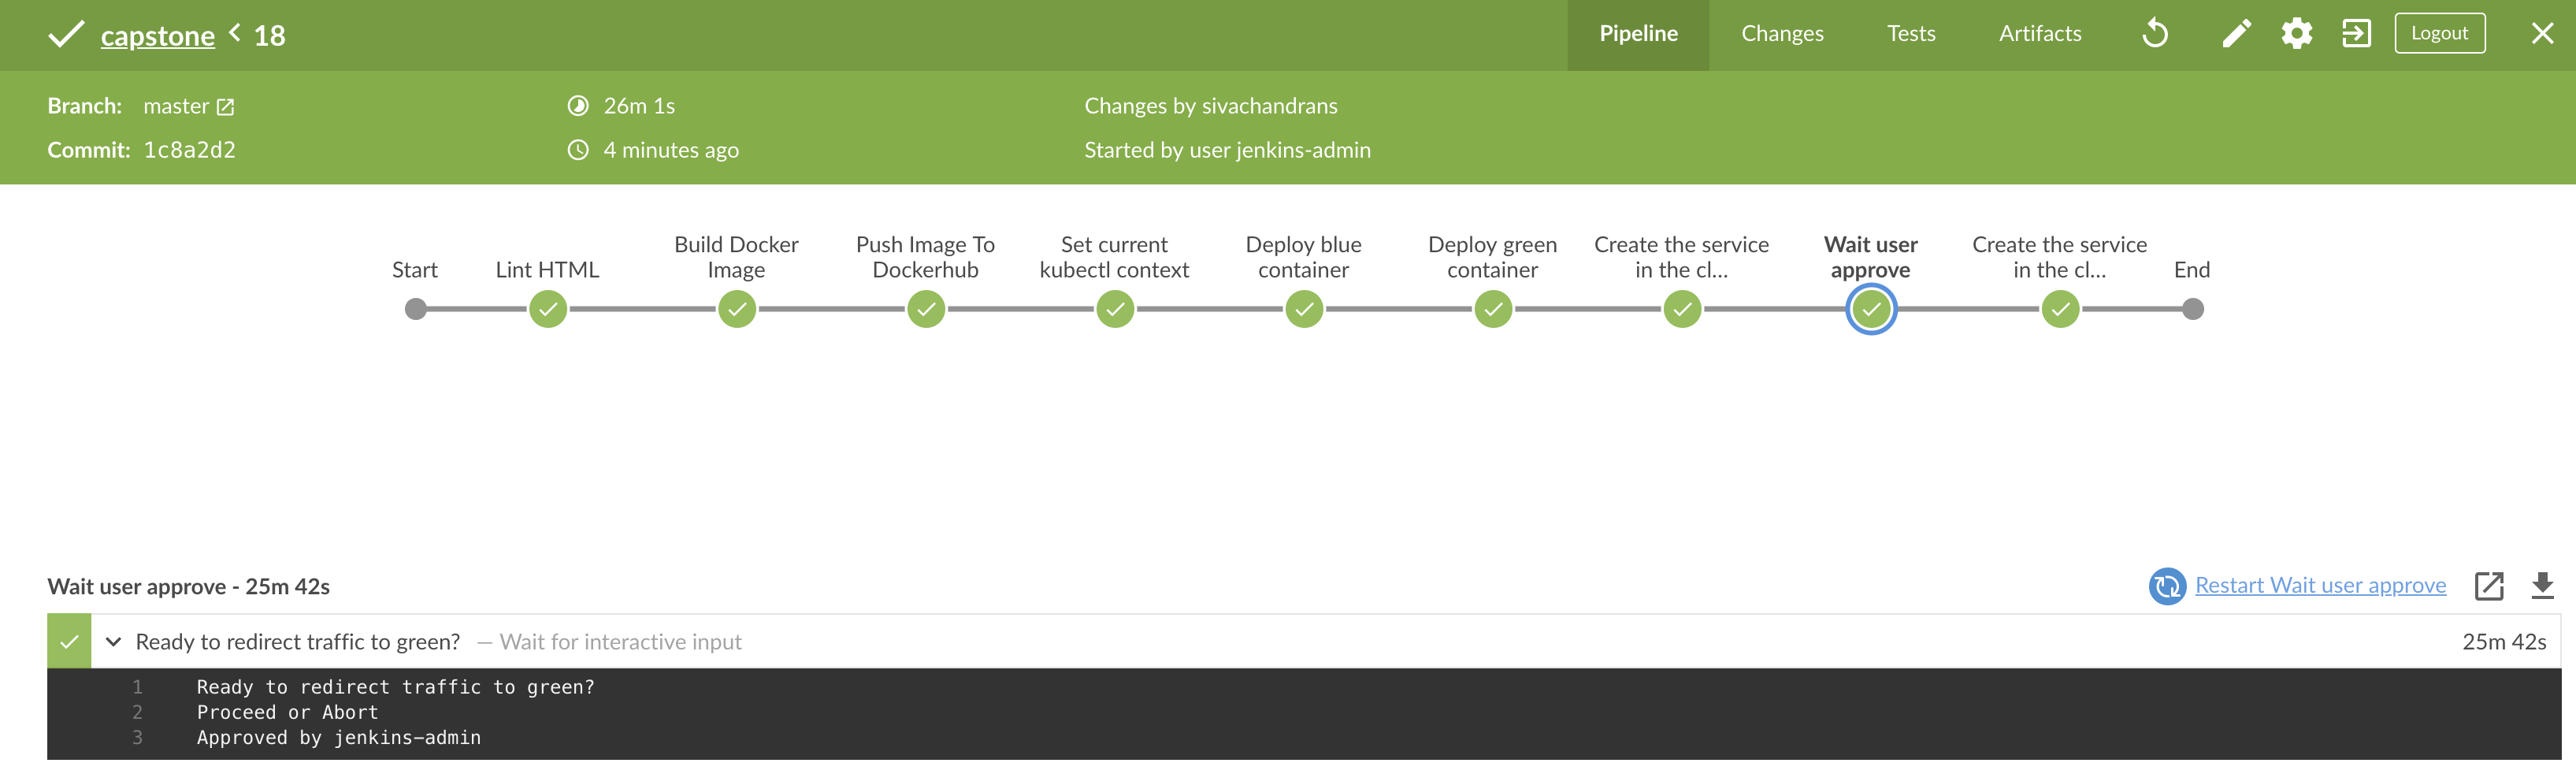 capstone < 18
Pipeline
Changes
Tests
Artifacts
Logout
Branch: master
26m 1s
Changes by sivachandrans
Commit: 1c8a2d2
4 minutes ago
Started by user jenkins-admin
Start
Lint HTML
Build Docker
Image
Push Image To
Dockerhub
Set current
kubectl context
Deploy blue
container
Deploy green
container
Create the service
in the cl...
Wait user
approve
Create the service
in the cl...
End
Wait user approve - 25m 42s
Restart Wait user approve
Ready to redirect traffic to green? — Wait for interactive input
25m 42s
1 Ready to redirect traffic to green?
2 Proceed or Abort
3 Approved by jenkins-admin